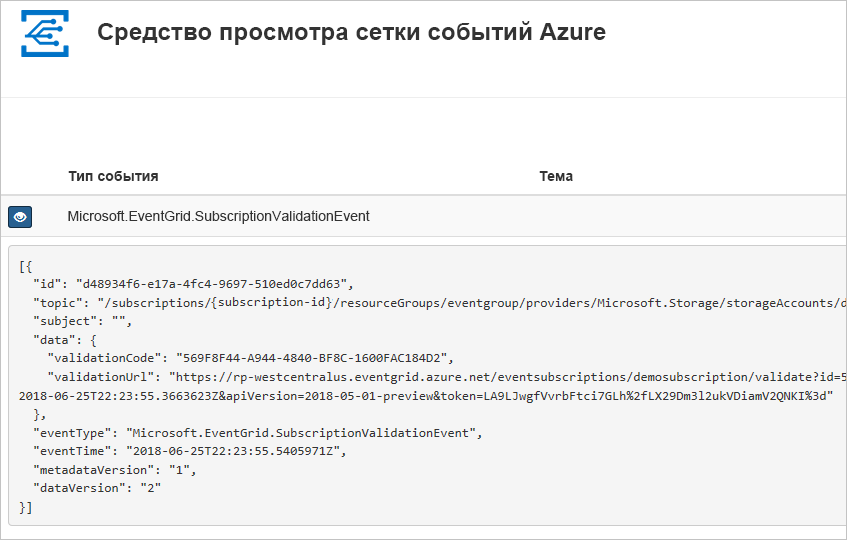 Средство просмотра сетки событий Azure
Тип события Тема
Microsoft.EventGrid.SubscriptionValidationEvent
[{
"id": "d48934f6-e17a-4fc4-9697-510ed0c7dd63",
"topic": "/subscriptions/{subscription-id}/resourceGroups/eventgroup/providers/Microsoft.Storage/storageAccounts/d
"subject": "",
"data": {
"validationCode": "569F8F44-A944-4840-BF8C-1600FAC184D2",
"validationUrl": "https://rp-westcentralus.eventgrid.azure.net/eventsubscriptions/demosubscription/validate?id=5
2018-06-25T22:23:55.3663623Z&apiVersion=2018-05-01-preview&token=LA9LJwgfVvrbFtci7GLh%2fLX29Dm3l2ukVDiamV2QNKI%3d"
},
"eventType": "Microsoft.EventGrid.SubscriptionValidationEvent",
"eventTime": "2018-06-25T22:23:55.5405971Z",
"metadataVersion": "1",
"dataVersion": "2"
}]